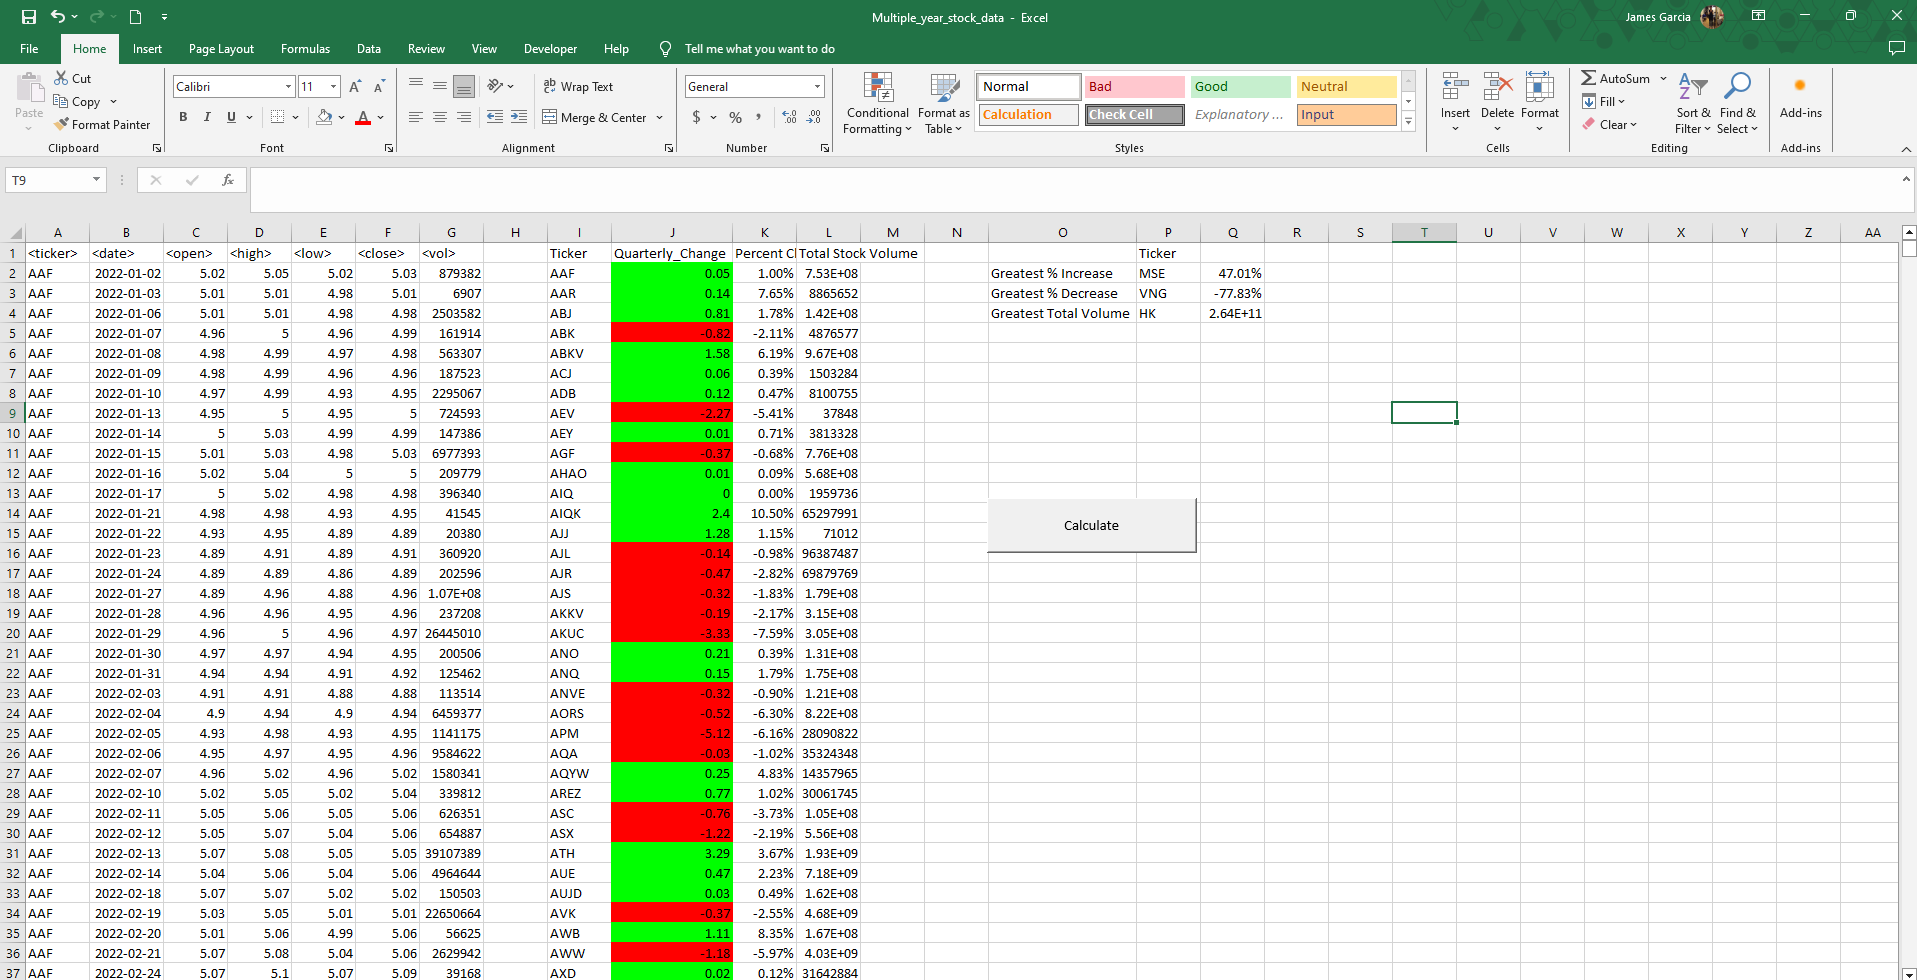 Multiple_year_stock_data - Excel James Garcia
File Home Insert Page Layout Formulas Data Review View Developer Help Tell me what you want to do
Paste Cut Copy Format Painter Clipboard
Calibri 11 B I U Font
Wrap Text Merge & Center Alignment
General $ % , Number
Conditional Formatting Format as Table
Normal Bad Good Neutral
Calculation Check Cell Explanatory ... Input
Styles
Insert Delete Format Cells
AutoSum Fill Clear Sort & Filter Find & Select Editing
Add-ins Add-ins
T9 fx
A B C D E F G H I J K L M N O P Q R S T U V W X Y Z AA
1 <ticker> <date> <open> <high> <low> <close> <vol> Ticker Quarterly_Change Percent Cl Total Stock Volume Ticker
2 AAF 2022-01-02 5.02 5.05 5.02 5.03 879382 AAF 0.05 1.00% 7.53E+08 Greatest % Increase MSE 47.01%
3 AAF 2022-01-03 5.01 5.01 4.98 5.01 6907 AAR 0.14 7.65% 8865652 Greatest % Decrease VNG -77.83%
4 AAF 2022-01-06 5.01 5.01 4.98 4.98 2503582 ABJ 0.81 1.78% 1.42E+08 Greatest Total Volume HK 2.64E+11
5 AAF 2022-01-07 4.96 5 4.96 4.99 161914 ABK -0.82 -2.11% 4876577
6 AAF 2022-01-08 4.98 4.99 4.97 4.98 563307 ABKV 1.58 6.19% 9.67E+08
7 AAF 2022-01-09 4.98 4.99 4.96 4.96 187523 ACJ 0.06 0.39% 1503284
8 AAF 2022-01-10 4.97 4.99 4.93 4.95 2295067 ADB 0.12 0.47% 8100755
9 AAF 2022-01-13 4.95 5 4.95 5 724593 AEV -2.27 -5.41% 37848
10 AAF 2022-01-14 5 5.03 4.99 4.99 147386 AEY 0.01 0.71% 3813328
11 AAF 2022-01-15 5.01 5.03 4.98 5.03 6977393 AGF -0.37 -0.68% 7.76E+08
12 AAF 2022-01-16 5.02 5.04 5 5 209779 AHAO 0.01 0.09% 5.68E+08
13 AAF 2022-01-17 5 5.02 4.98 4.98 396340 AIQ 0 0.00% 1959736
14 AAF 2022-01-21 4.98 4.98 4.93 4.95 41545 AIQK 2.4 10.50% 65297991
Calculate
15 AAF 2022-01-22 4.93 4.95 4.89 4.89 20380 AJJ 1.28 1.15% 71012
16 AAF 2022-01-23 4.89 4.91 4.89 4.91 360920 AJL -0.14 -0.98% 96387487
17 AAF 2022-01-24 4.89 4.89 4.86 4.89 202596 AJR -0.47 -2.82% 69879769
18 AAF 2022-01-27 4.89 4.96 4.88 4.96 1.07E+08 AJS -0.32 -1.83% 1.79E+08
19 AAF 2022-01-28 4.96 4.96 4.95 4.96 237208 AKKV -0.19 -2.17% 3.15E+08
20 AAF 2022-01-29 4.96 5 4.96 4.97 26445010 AKUC -3.33 -7.59% 3.05E+08
21 AAF 2022-01-30 4.97 4.97 4.94 4.95 200506 ANO 0.21 0.39% 1.31E+08
22 AAF 2022-01-31 4.94 4.94 4.91 4.92 125462 ANQ 0.15 1.79% 1.75E+08
23 AAF 2022-02-03 4.91 4.91 4.88 4.88 113514 ANVE -0.32 -0.90% 1.21E+08
24 AAF 2022-02-04 4.9 4.94 4.9 4.94 6459377 AORS -0.52 -6.30% 8.22E+08
25 AAF 2022-02-05 4.93 4.98 4.93 4.95 1141175 APM -5.12 -6.16% 28090822
26 AAF 2022-02-06 4.95 4.97 4.95 4.96 9584622 AQA -0.03 -1.02% 35324348
27 AAF 2022-02-07 4.96 5.02 4.96 5.02 1580341 AQYW 0.25 4.83% 14357965
28 AAF 2022-02-10 5.02 5.05 5.02 5.04 339812 AREZ 0.77 1.02% 30061745
29 AAF 2022-02-11 5.05 5.06 5.05 5.06 626351 ASC -0.76 -3.73% 1.05E+08
30 AAF 2022-02-12 5.05 5.07 5.04 5.06 654887 ASX -1.22 -2.19% 5.56E+08
31 AAF 2022-02-13 5.07 5.08 5.05 5.05 39107389 ATH 3.29 3.67% 1.93E+09
32 AAF 2022-02-14 5.04 5.06 5.04 5.06 4964644 AUE 0.47 2.23% 7.18E+09
33 AAF 2022-02-18 5.07 5.07 5.02 5.02 150503 AUJD 0.03 0.49% 1.62E+08
34 AAF 2022-02-19 5.03 5.05 5.01 5.01 22650664 AVK -0.37 -2.55% 4.68E+09
35 AAF 2022-02-20 5.01 5.06 4.99 5.06 56625 AWB 1.11 8.35% 1.67E+08
36 AAF 2022-02-21 5.07 5.08 5.04 5.06 2629942 AWW -1.18 -5.97% 4.03E+09
37 AAF 2022-02-24 5.07 5.1 5.07 5.09 39168 AXD 0.02 0.12% 31642884